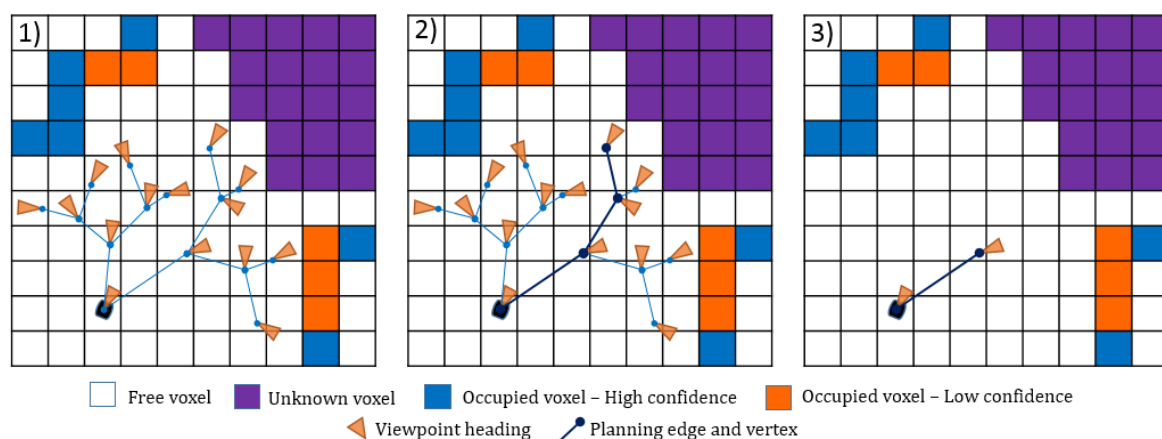 1) 2) 3)
Free voxel Unknown voxel Occupied voxel – High confidence Occupied voxel – Low confidence
Viewpoint heading Planning edge and vertex